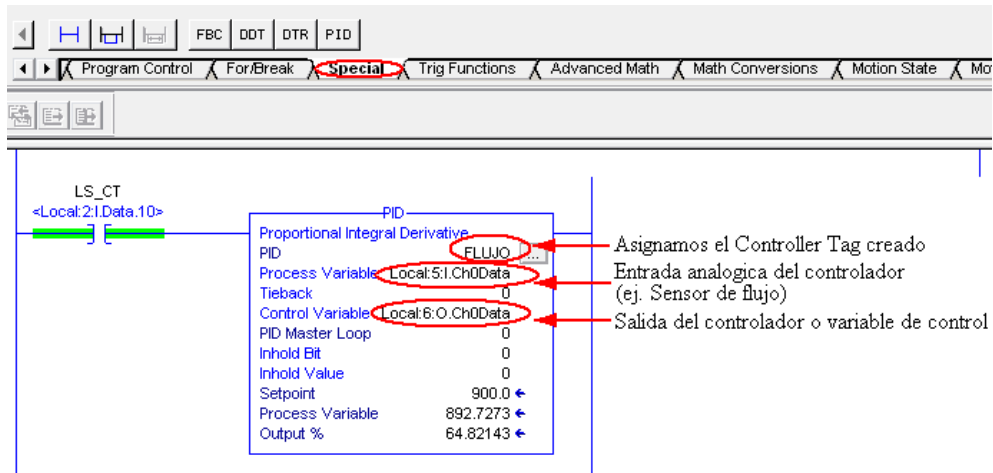 FBC DDT DTR PID
Program Control For/Break Special Trig Functions Advanced Math Math Conversions Motion State Mo
LS_CT
<Local:2:I.Data.10>
PID
Proportional Integral Derivative
PID FLUJO ...
Process Variable Local:5:I.Ch0Data
Tieback 0
Control Variable Local:6:O.Ch0Data
PID Master Loop 0
Inhold Bit 0
Inhold Value 0
Setpoint 900.0
Process Variable 892.7273
Output % 64.82143
Asignamos el Controller Tag creado
Entrada analogica del controlador
(ej. Sensor de flujo)
Salida del controlador o variable de control